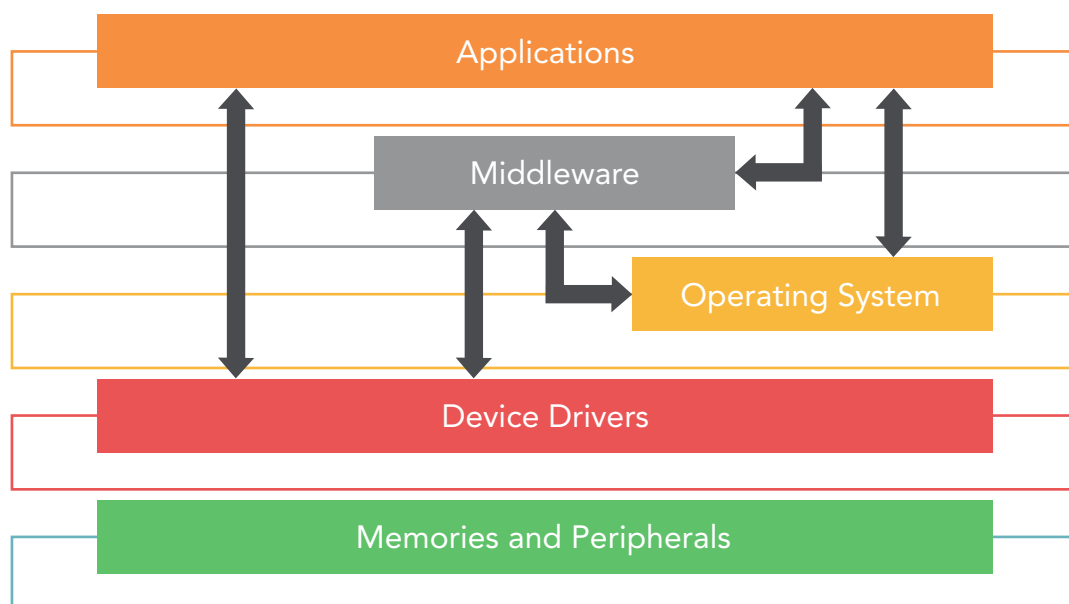 Applications
Middleware
Operating System
Device Drivers
Memories and Peripherals